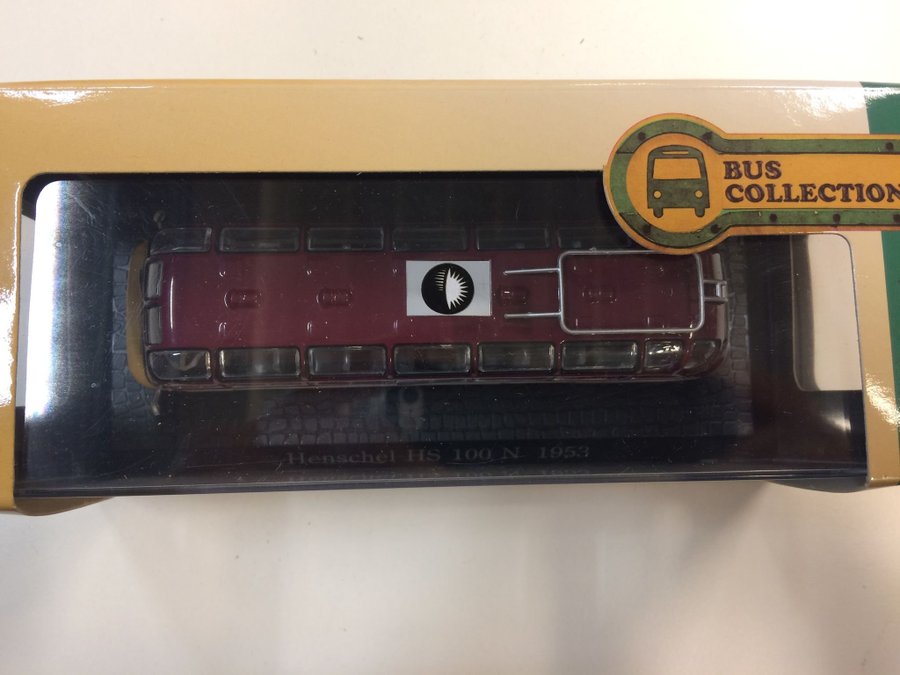 BUS
COLLECTION
Henschel HS 100 N 1953